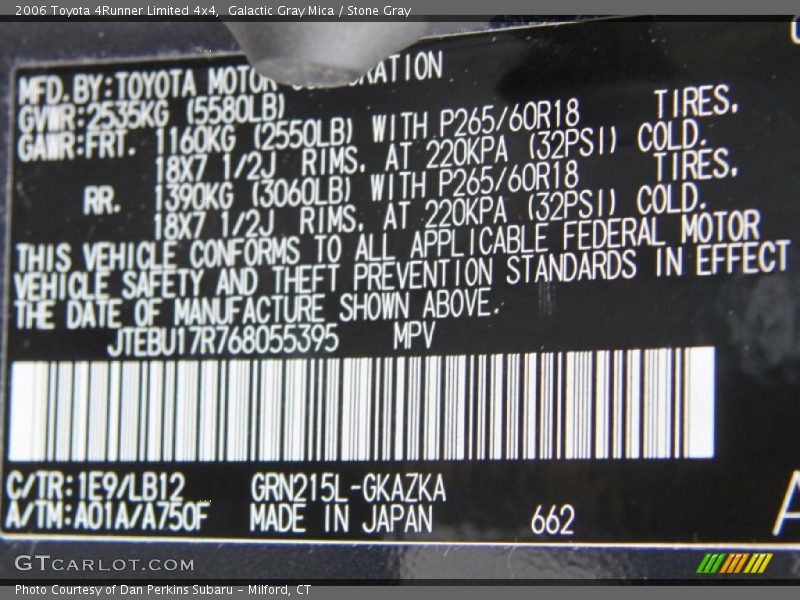 2006 Toyota 4Runner Limited 4x4, Galactic Gray Mica / Stone Gray
MFD.BY:TOYOTA MOTOR
GVWR:2535KG (5580LB)
GAWR:FRT. 1160KG (2550LB) WITH P265/60R18 TIRES,
18X7 1/2J RIMS, AT 220KPA (32PSI) COLD.
RR. 1390KG (3060LB) WITH P265/60R18 TIRES,
18X7 1/2J RIMS, AT 220KPA (32PSI) COLD.
THIS VEHICLE CONFORMS TO ALL APPLICABLE FEDERAL MOTOR
VEHICLE SAFETY AND THEFT PREVENTION STANDARDS IN EFFECT
THE DATE OF MANUFACTURE SHOWN ABOVE.
JTEBU17R768055395 MPV
C/TR:1E9/LB12 GRN215L-GKAZKA
A/TM:A01A/A750F MADE IN JAPAN 662
GTCARLOT.COM
Photo Courtesy of Dan Perkins Subaru - Milford, CT